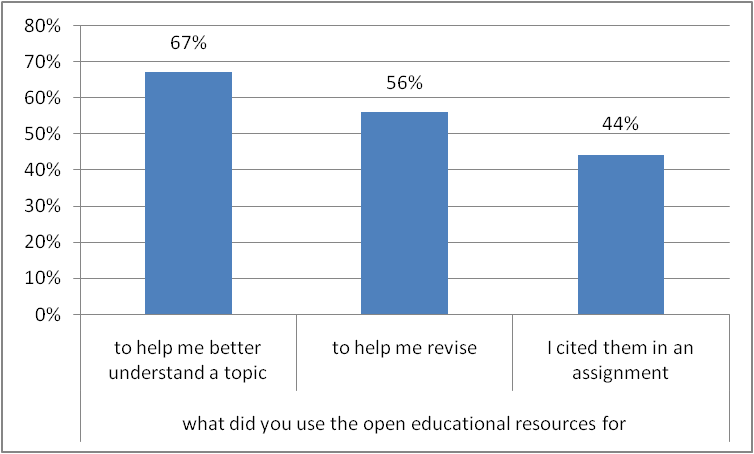 80%
70%
60%
50%
40%
30%
20%
10%
0%
67%
56%
44%
to help me better
understand a topic
to help me revise
I cited them in an
assignment
what did you use the open educational resources for